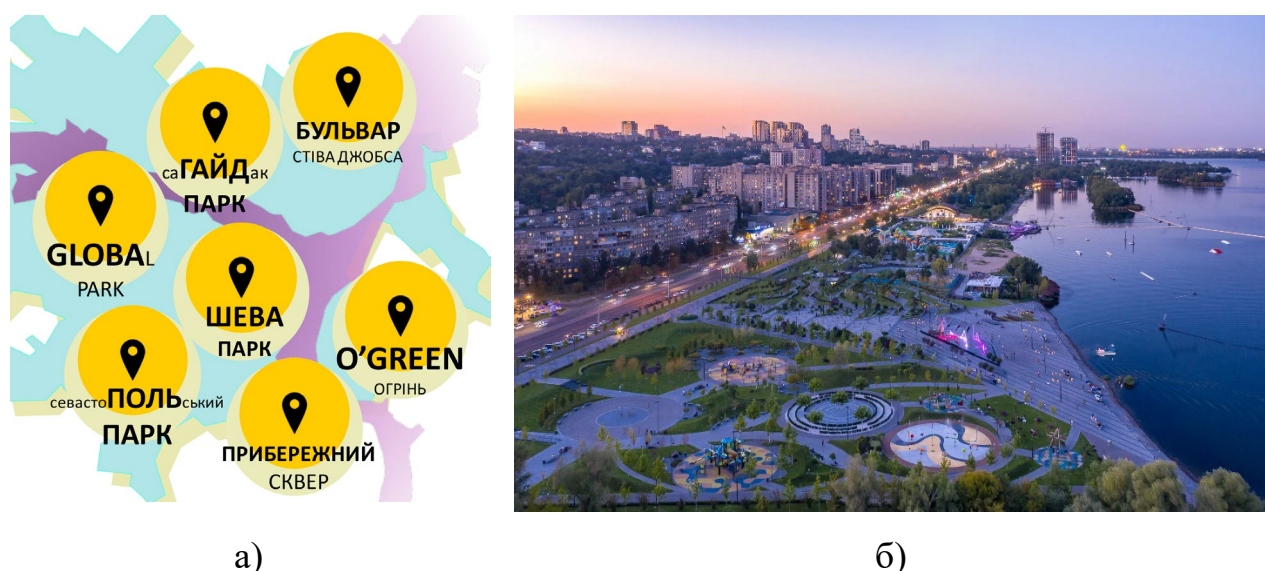 БУЛЬВАР
СТІВА ДЖОБСА
саГАЙДак
ПАРК
GLOBAL
PARK
ШЕВА
ПАРК
O'GREEN
ОГРІНЬ
севастоПОЛЬський
ПАРК
ПРИБЕРЕЖНИЙ
СКВЕР
а)
б)